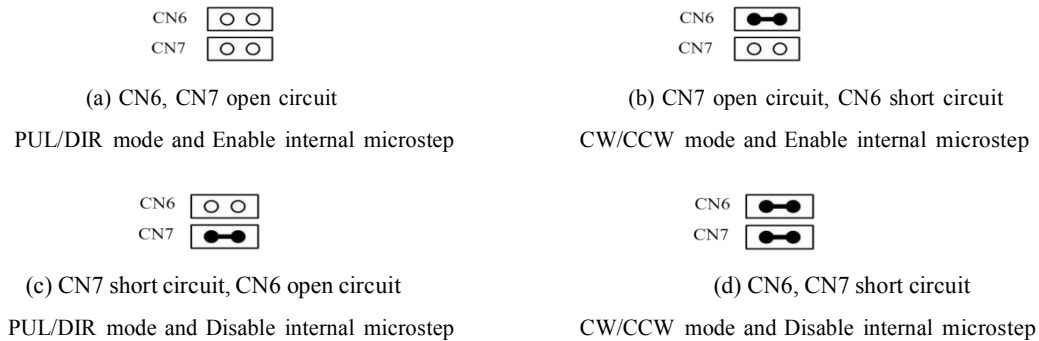 CN6
CN7
(a) CN6, CN7 open circuit
PUL/DIR mode and Enable internal microstep
CN6
CN7
(b) CN7 open circuit, CN6 short circuit
CW/CCW mode and Enable internal microstep
CN6
CN7
(c) CN7 short circuit, CN6 open circuit
PUL/DIR mode and Disable internal microstep
CN6
CN7
(d) CN6, CN7 short circuit
CW/CCW mode and Disable internal microstep